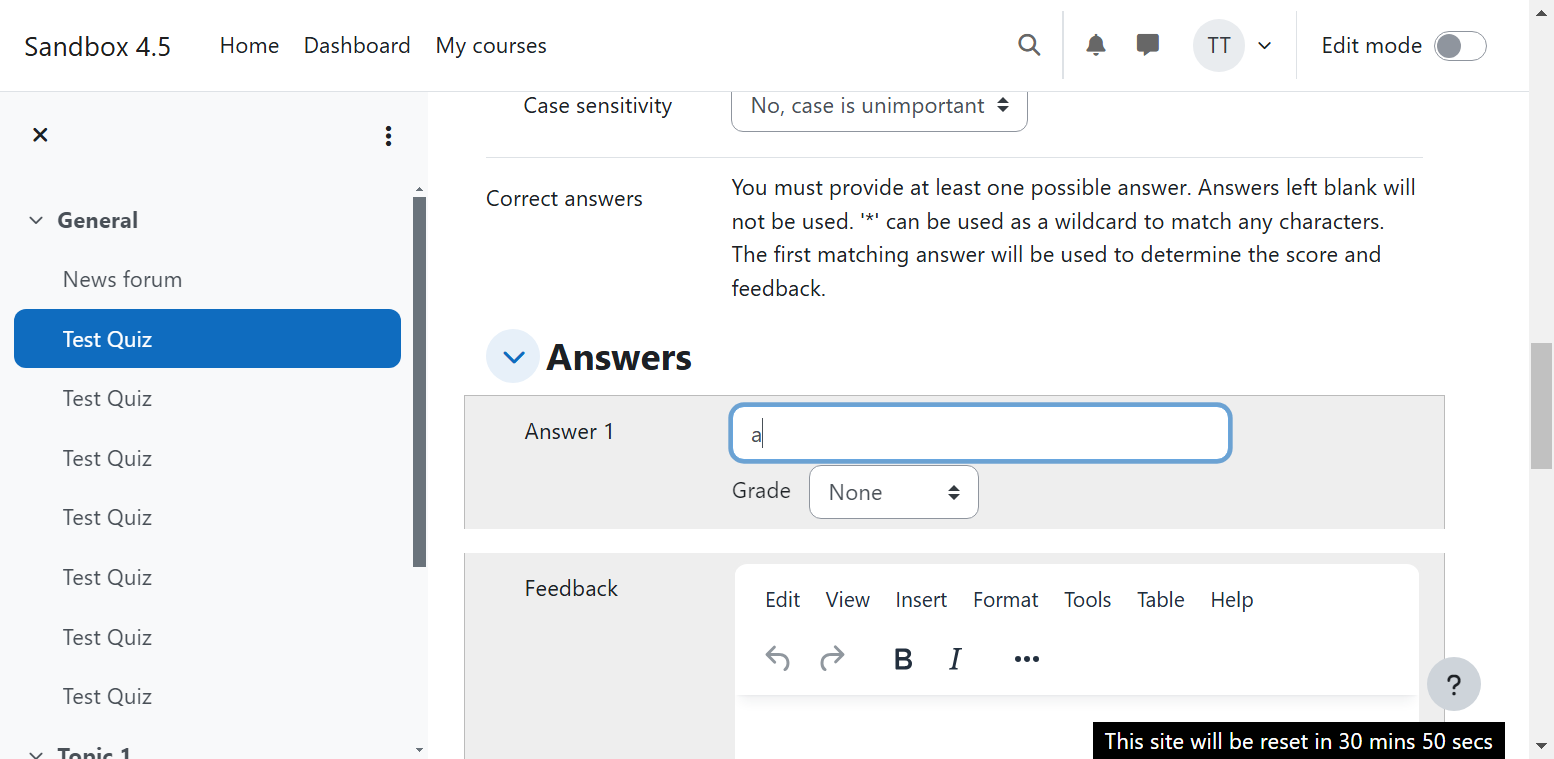 Sandbox 4.5 Home Dashboard My courses TT Edit mode
General
News forum
Test Quiz
Test Quiz
Test Quiz
Test Quiz
Test Quiz
Test Quiz
Test Quiz
Topic 1
Case sensitivity No, case is unimportant
Correct answers
You must provide at least one possible answer. Answers left blank will
not be used. '*' can be used as a wildcard to match any characters.
The first matching answer will be used to determine the score and
feedback.
Answers
Answer 1 a
Grade None
Feedback
Edit View Insert Format Tools Table Help
B I
?
This site will be reset in 30 mins 50 secs